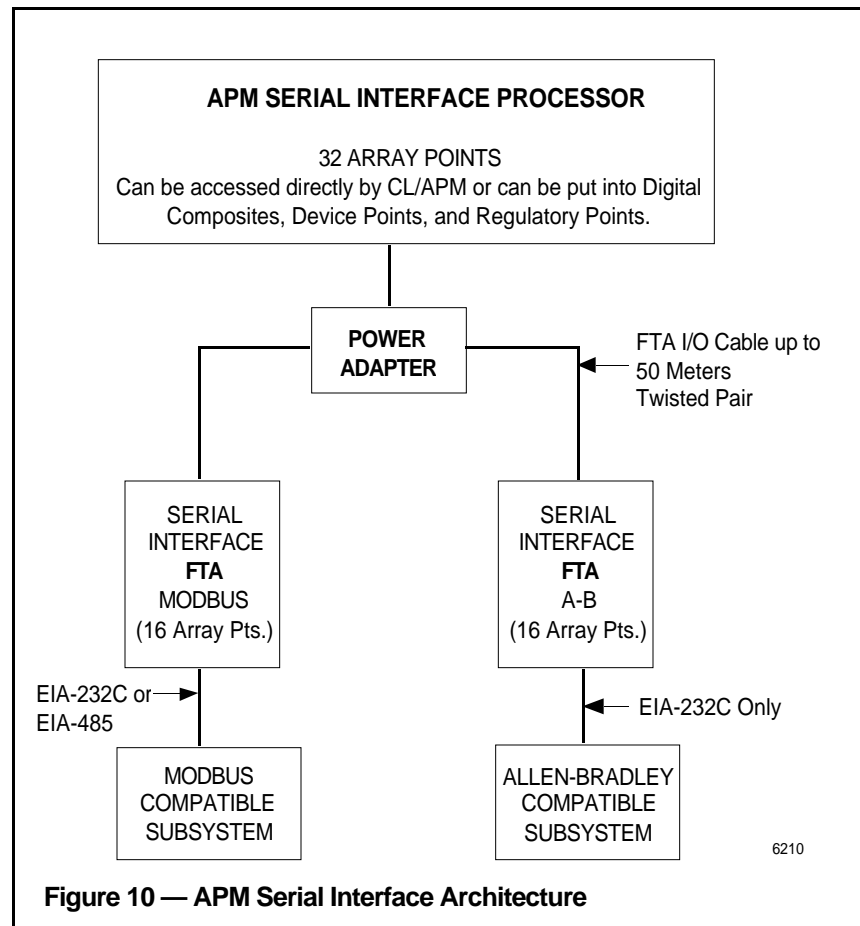 APM SERIAL INTERFACE PROCESSOR
32 ARRAY POINTS
Can be accessed directly by CL/APM or can be put into Digital
Composites, Device Points, and Regulatory Points.
POWER
ADAPTER
FTA I/O Cable up to
50 Meters
Twisted Pair
SERIAL
INTERFACE
FTA
MODBUS
(16 Array Pts.)
SERIAL
INTERFACE
FTA
A-B
(16 Array Pts.)
EIA-232C or
EIA-485
EIA-232C Only
MODBUS
COMPATIBLE
SUBSYSTEM
ALLEN-BRADLEY
COMPATIBLE
SUBSYSTEM
6210
Figure 10 — APM Serial Interface Architecture